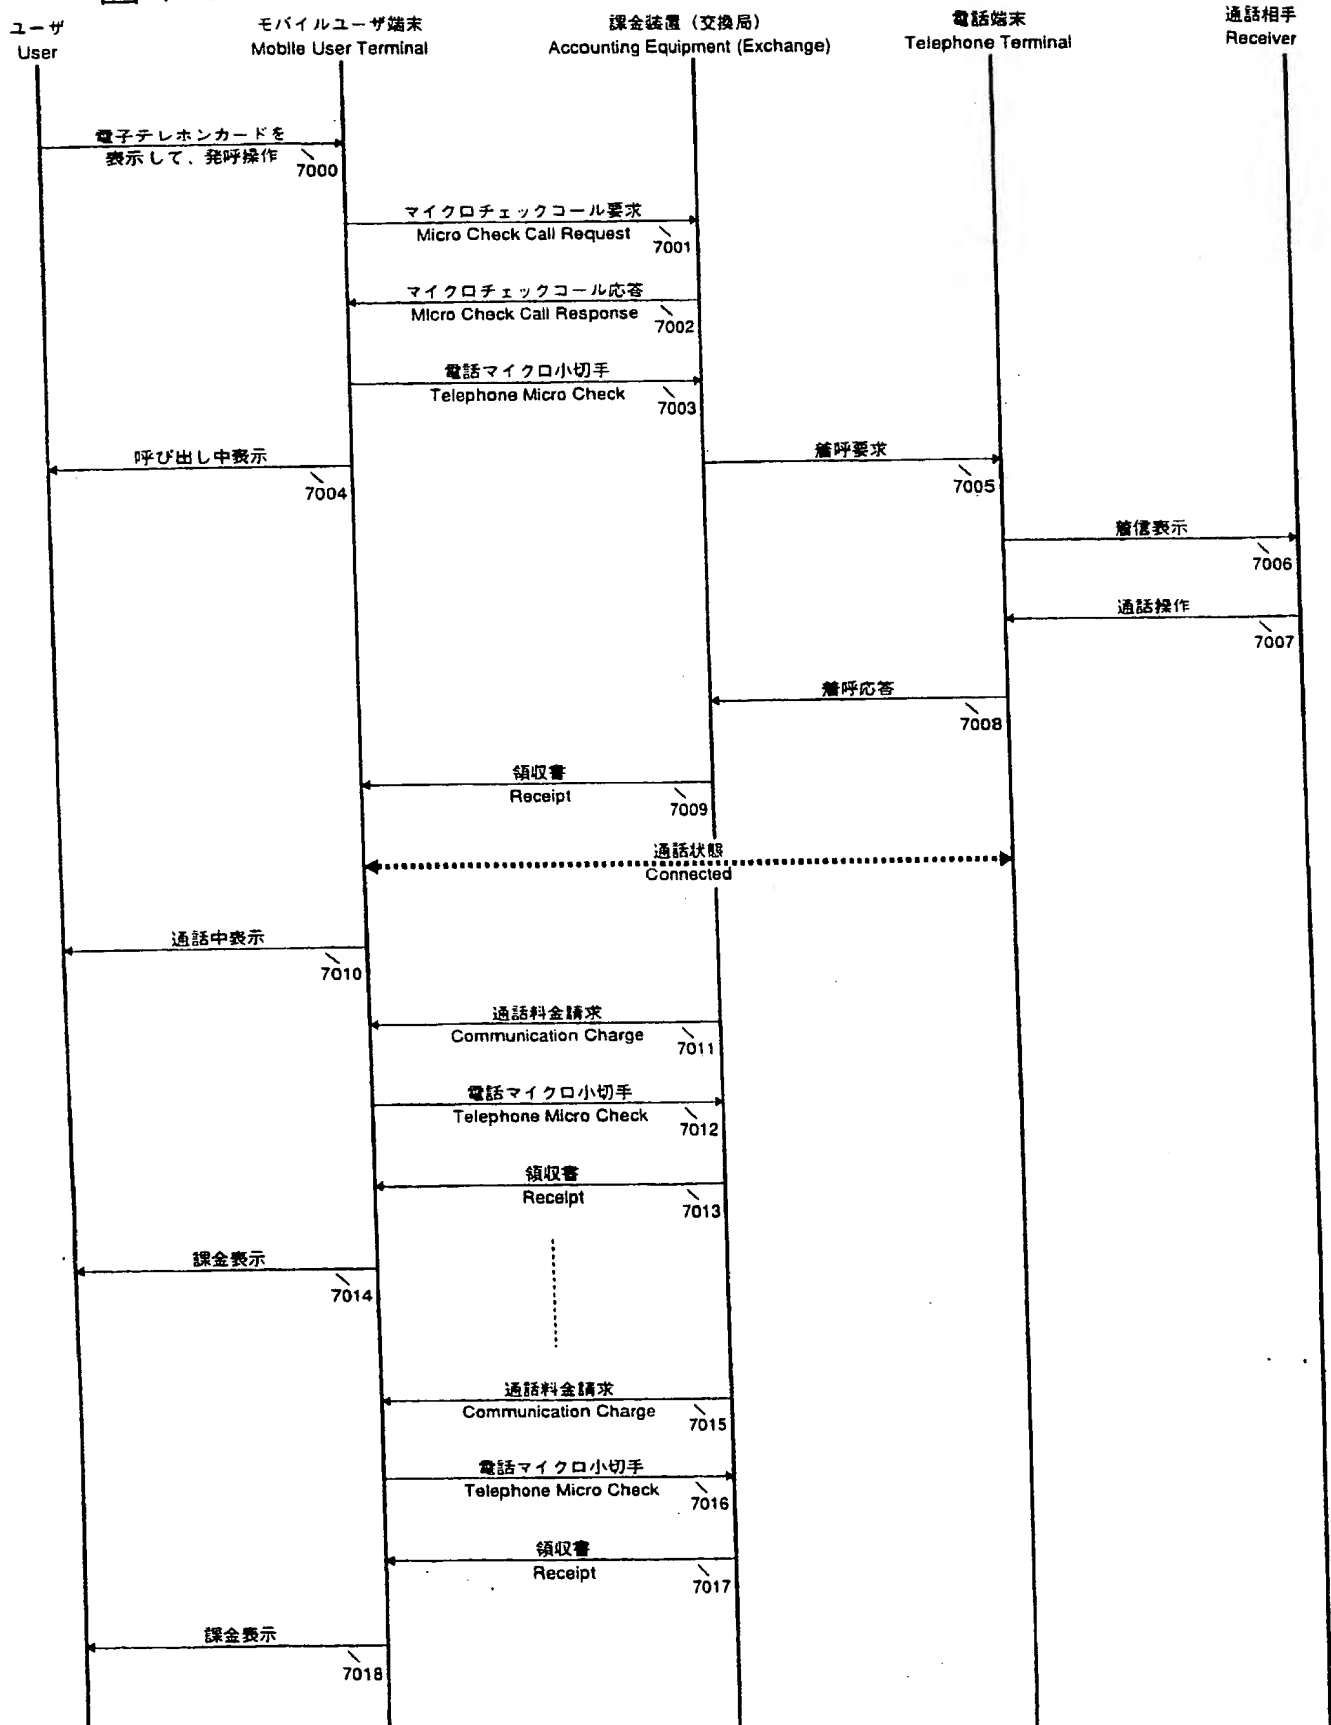 図
ユーザ
User
モバイルユーザ端末
Mobile User Terminal
課金装置（交換局）
Accounting Equipment (Exchange)
電話端末
Telephone Terminal
通話相手
Receiver
電子テレホンカードを
表示して、発呼操作
7000
マイクロチェックコール要求
Micro Check Call Request
7001
マイクロチェックコール応答
Micro Check Call Response
7002
電話マイクロ小切手
Telephone Micro Check
7003
呼び出し中表示
7004
着呼要求
7005
着信表示
7006
通話操作
7007
着呼応答
7008
領収書
Receipt
7009
通話状態
Connected
通話中表示
7010
通話料金請求
Communication Charge
7011
電話マイクロ小切手
Telephone Micro Check
7012
領収書
Receipt
7013
課金表示
7014
通話料金請求
Communication Charge
7015
電話マイクロ小切手
Telephone Micro Check
7016
領収書
Receipt
7017
課金表示
7018